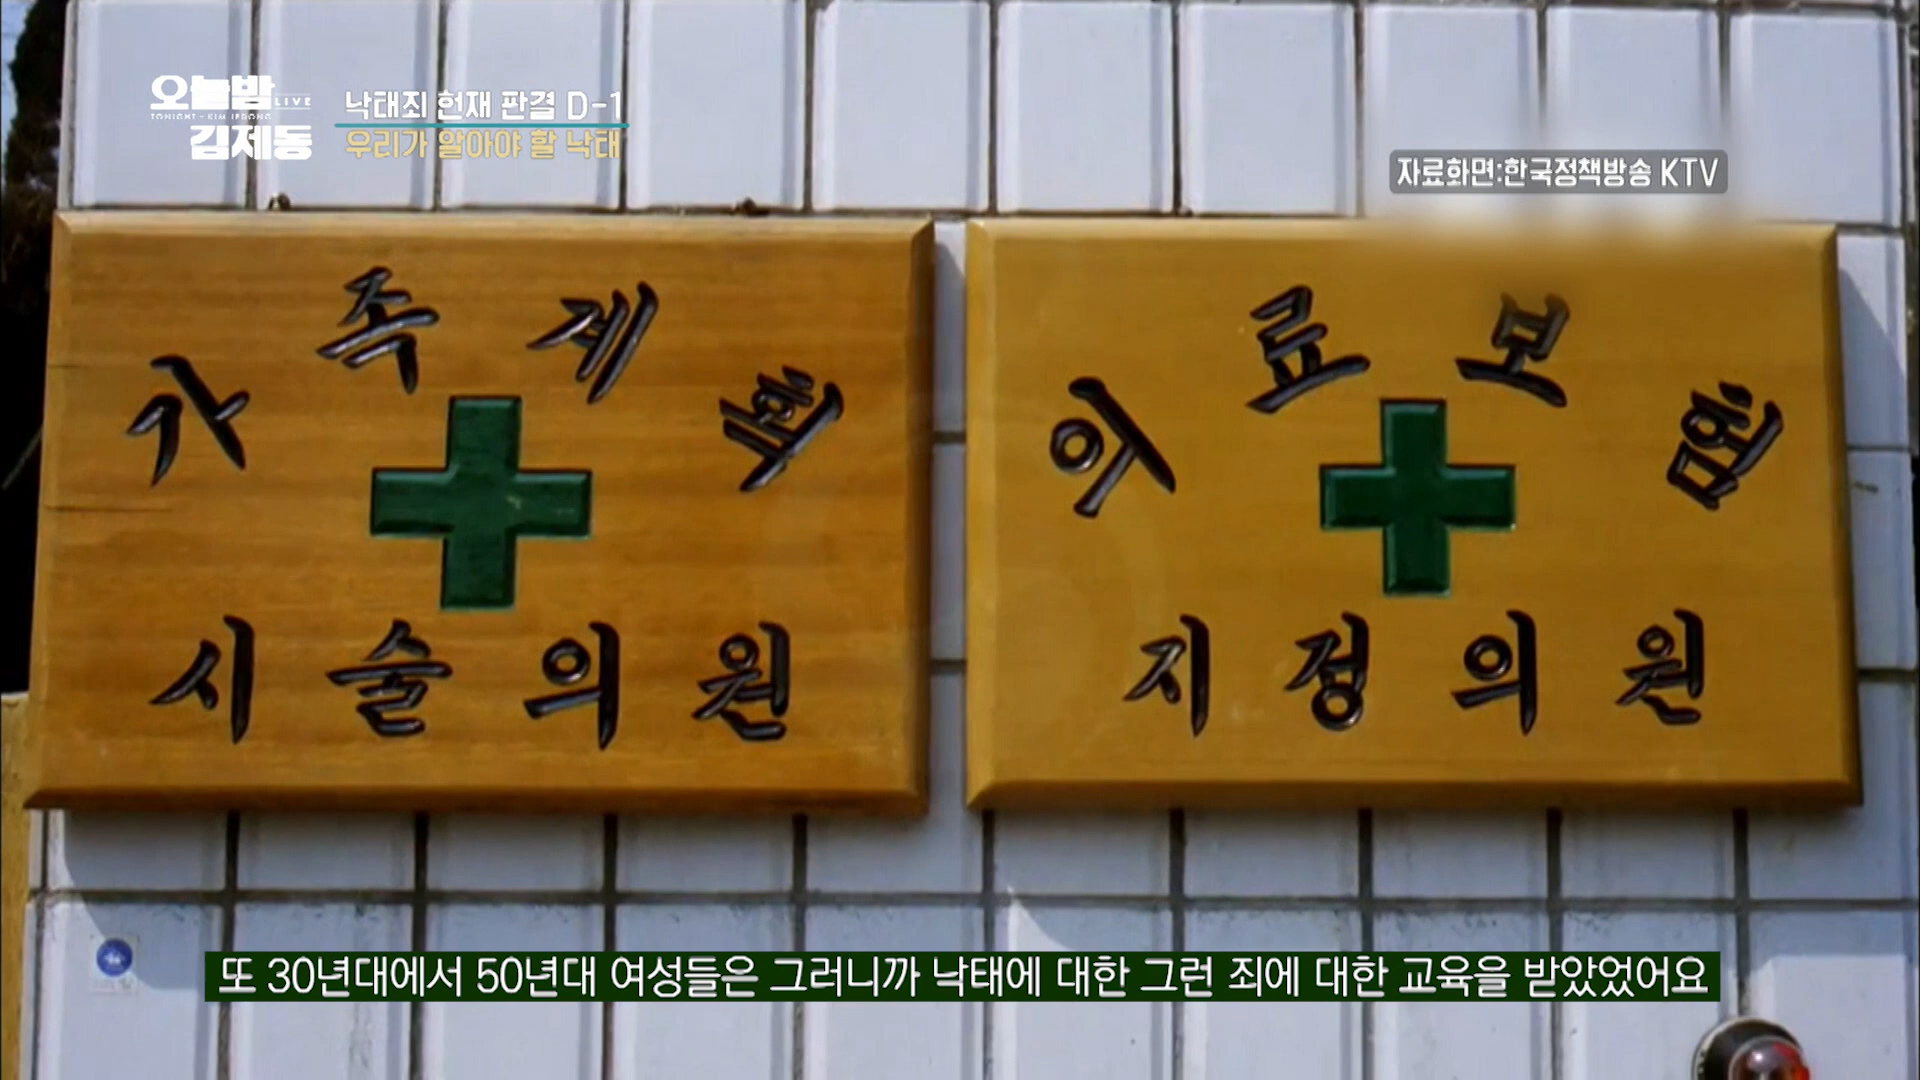 오늘밤 LIVE
TONIGHT - KIM JEDONG
김제동
낙태죄 헌재 판결 D-1
우리가 알아야 할 낙태
자료화면:한국정책방송 KTV
가족계획
시술의원
의료보험
지정의원
또 30년대에서 50년대 여성들은 그러니까 낙태에 대한 그런 죄에 대한 교육을 받았었어요